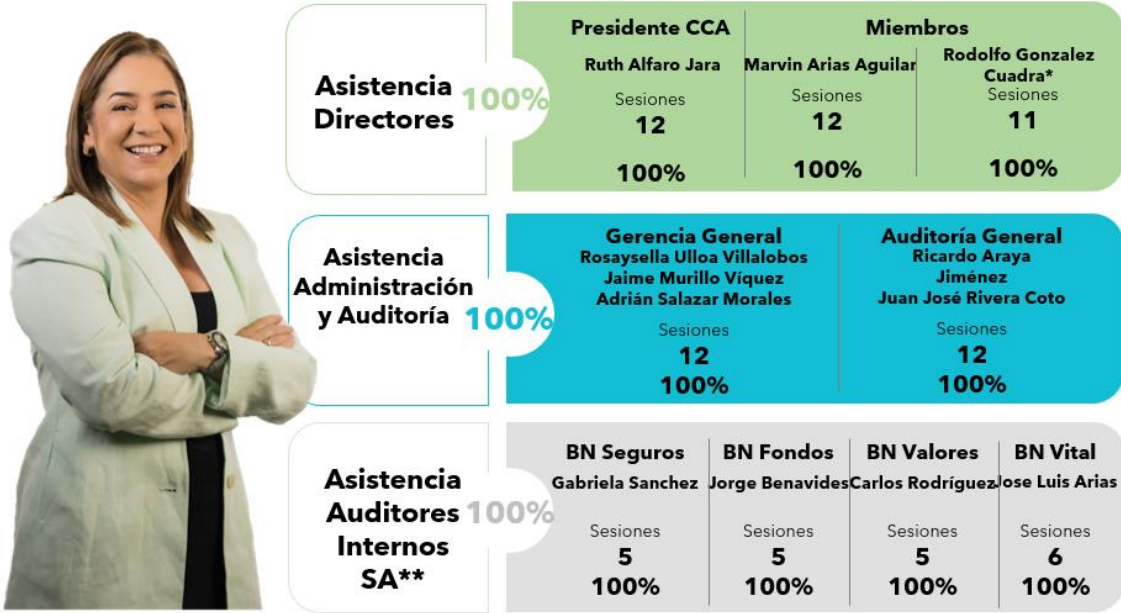 Asistencia
Directores
100%
Presidente CCA
Ruth Alfaro Jara
Sesiones
12
100%
Miembros
Marvin Arias Aguilar
Sesiones
12
100%
Rodolfo Gonzalez
Cuadra*
Sesiones
11
100%
Asistencia
Administración
y Auditoría
100%
Gerencia General
Rosaysella Ulloa Villalobos
Jaime Murillo Víquez
Adrián Salazar Morales
Sesiones
12
100%
Auditoría General
Ricardo Araya
Jiménez
Juan José Rivera Coto
Sesiones
12
100%
Asistencia
Auditores
Internos
SA**
100%
BN Seguros
Gabriela Sanchez
Sesiones
5
100%
BN Fondos
Jorge Benavides
Sesiones
5
100%
BN Valores
Carlos Rodríguez
Sesiones
5
100%
BN Vital
Jose Luis Arias
Sesiones
6
100%